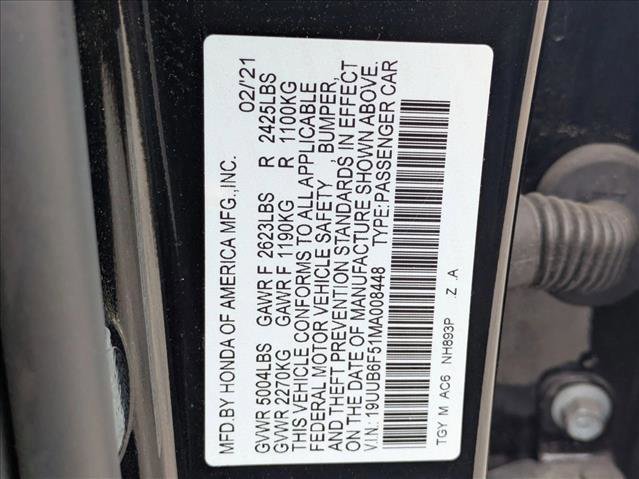 MFD.BY HONDA OF AMERICA MFG.,INC. 02/'21
GVWR 6004LBS GAWR F 2623LBS R 2425LBS
GVWR 2270KG GAWR F 1190KG R 1100KG
THIS VEHICLE CONFORMS TO ALL APPLICABLE
FEDERAL MOTOR VEHICLE SAFETY, BUMPER,
AND THEFT PREVENTION STANDARDS, IN EFFECT
ON THE DATE OF MANUFACTURE SHOWN ABOVE.
V.I.N.: 19UUB6F51MA008448 TYPE:PASSENGER CAR
TGY M AC6 NH893P .Z .A